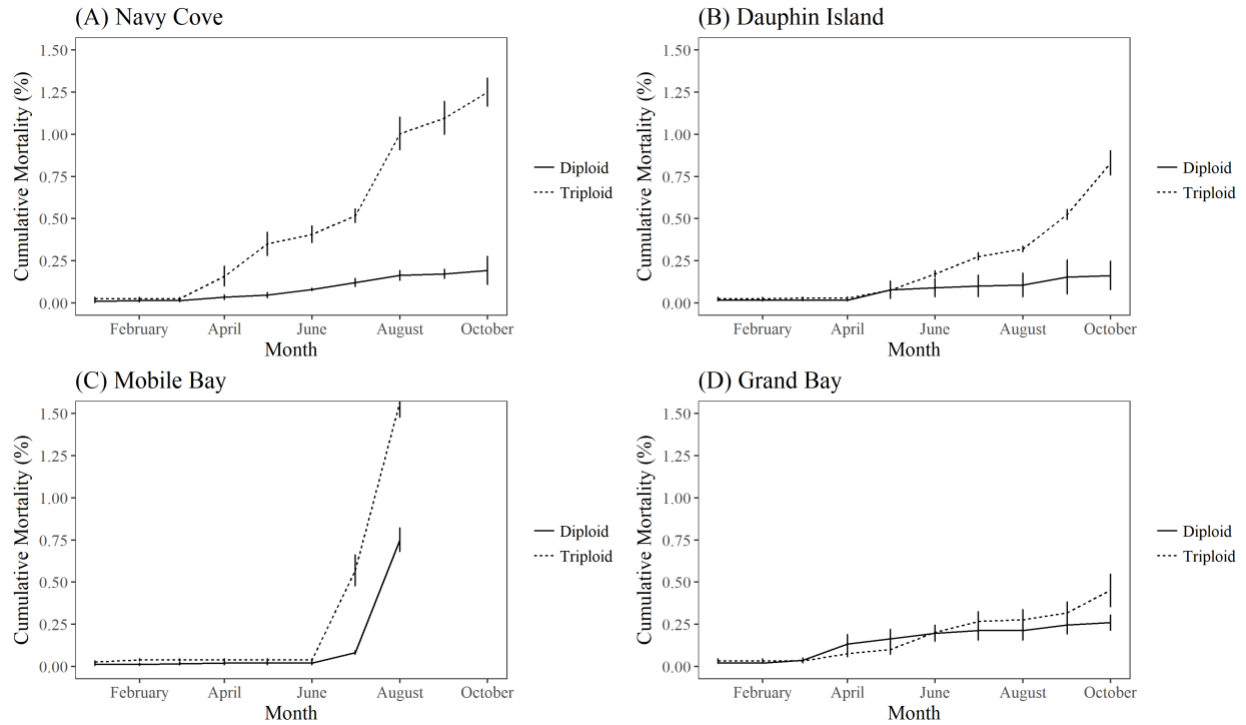 (A) Navy Cove
1.50
1.25
1.00
0.75
0.50
0.25
0.00
Cumulative Mortality (%)
February April June August October
Month
Diploid
Triploid
(B) Dauphin Island
1.50
1.25
1.00
0.75
0.50
0.25
0.00
Cumulative Mortality (%)
February April June August October
Month
Diploid
Triploid
(C) Mobile Bay
1.50
1.25
1.00
0.75
0.50
0.25
0.00
Cumulative Mortality (%)
February April June August October
Month
Diploid
Triploid
(D) Grand Bay
1.50
1.25
1.00
0.75
0.50
0.25
0.00
Cumulative Mortality (%)
February April June August October
Month
Diploid
Triploid